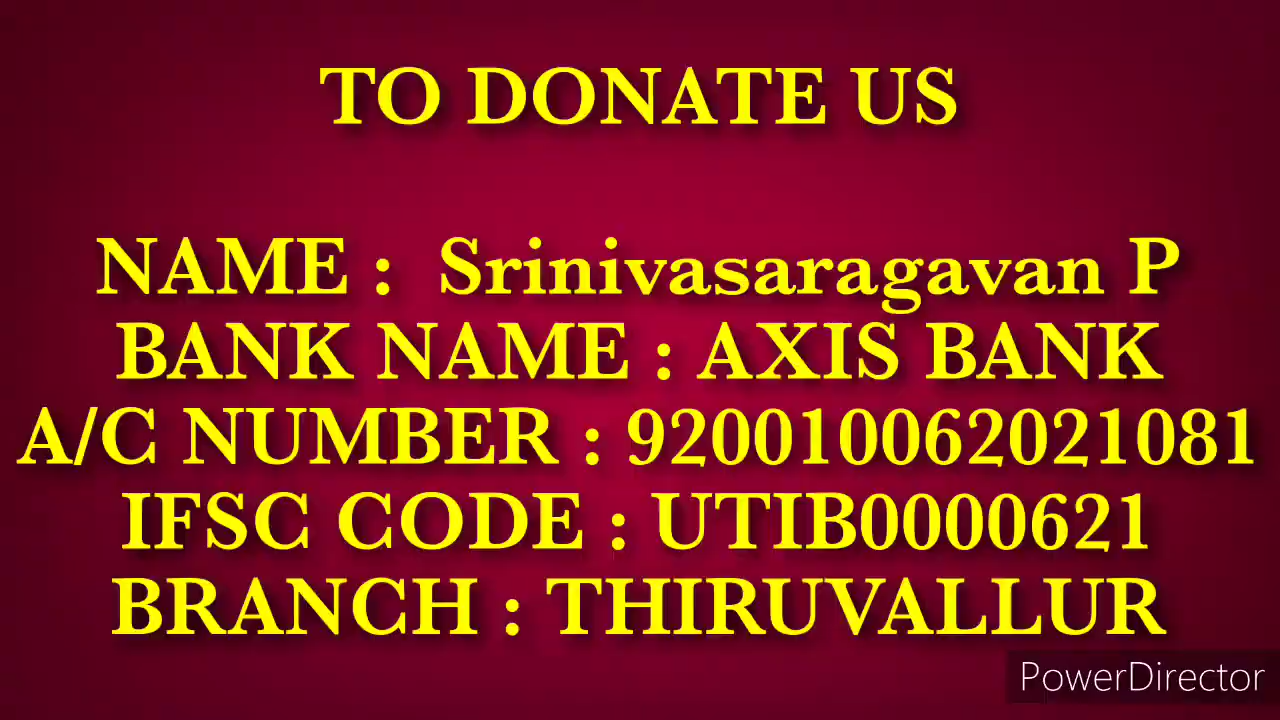 TO DONATE US
NAME : Srinivasaragavan P
BANK NAME : AXIS BANK
A/C NUMBER : 920010062021081
IFSC CODE : UTIB0000621
BRANCH : THIRUVALLUR
PowerDirector